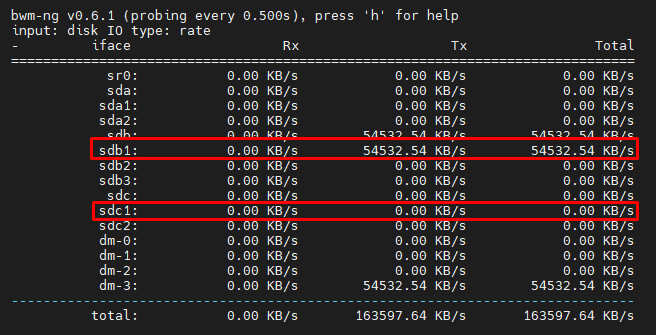 bwm-ng v0.6.1 (probing every 0.500s), press 'h' for help
input: disk IO type: rate
- iface Rx Tx Total
==============================================================================
sr0: 0.00 KB/s 0.00 KB/s 0.00 KB/s
sda: 0.00 KB/s 0.00 KB/s 0.00 KB/s
sda1: 0.00 KB/s 0.00 KB/s 0.00 KB/s
sda2: 0.00 KB/s 0.00 KB/s 0.00 KB/s
sdb: 0.00 KB/s 54532.54 KB/s 54532.54 KB/s
sdb1: 0.00 KB/s 54532.54 KB/s 54532.54 KB/s
sdb2: 0.00 KB/s 0.00 KB/s 0.00 KB/s
sdb3: 0.00 KB/s 0.00 KB/s 0.00 KB/s
sdc: 0.00 KB/s 0.00 KB/s 0.00 KB/s
sdc1: 0.00 KB/s 0.00 KB/s 0.00 KB/s
sdc2: 0.00 KB/s 0.00 KB/s 0.00 KB/s
dm-0: 0.00 KB/s 0.00 KB/s 0.00 KB/s
dm-1: 0.00 KB/s 0.00 KB/s 0.00 KB/s
dm-2: 0.00 KB/s 0.00 KB/s 0.00 KB/s
dm-3: 0.00 KB/s 54532.54 KB/s 54532.54 KB/s
------------------------------------------------------------------------------
total: 0.00 KB/s 163597.64 KB/s 163597.64 KB/s